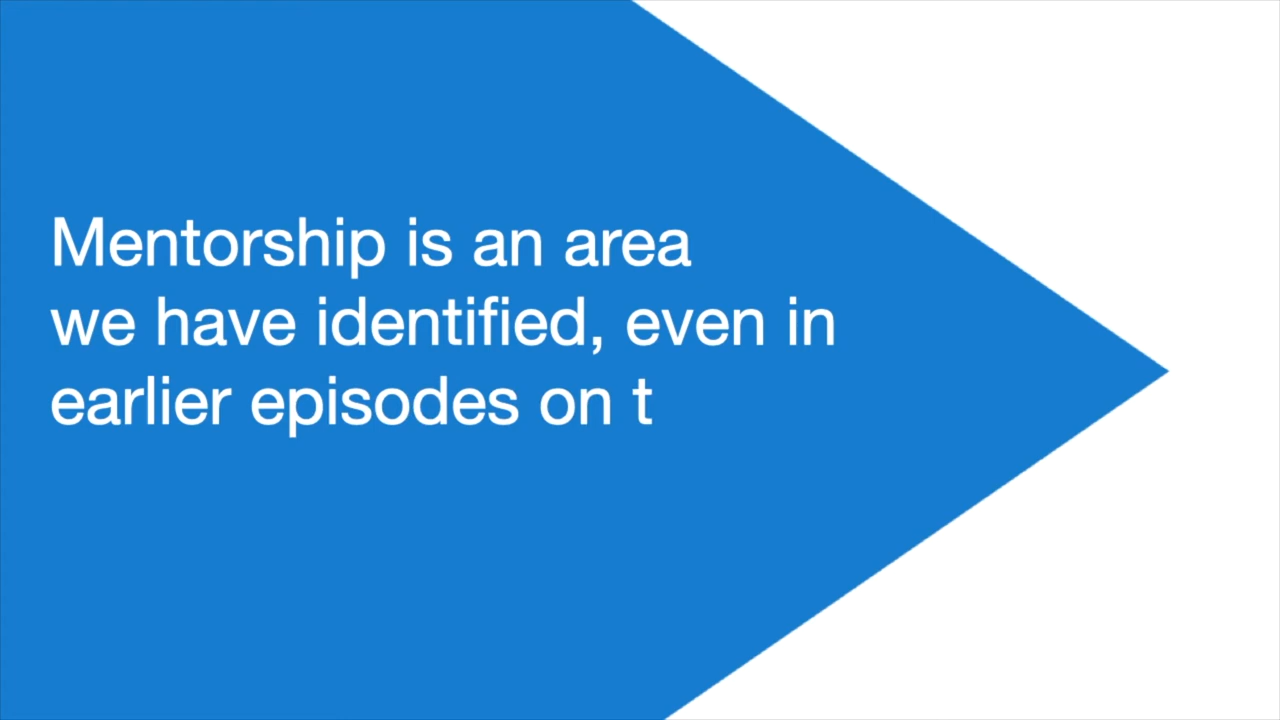 Mentorship is an area
we have identified, even in
earlier episodes on t